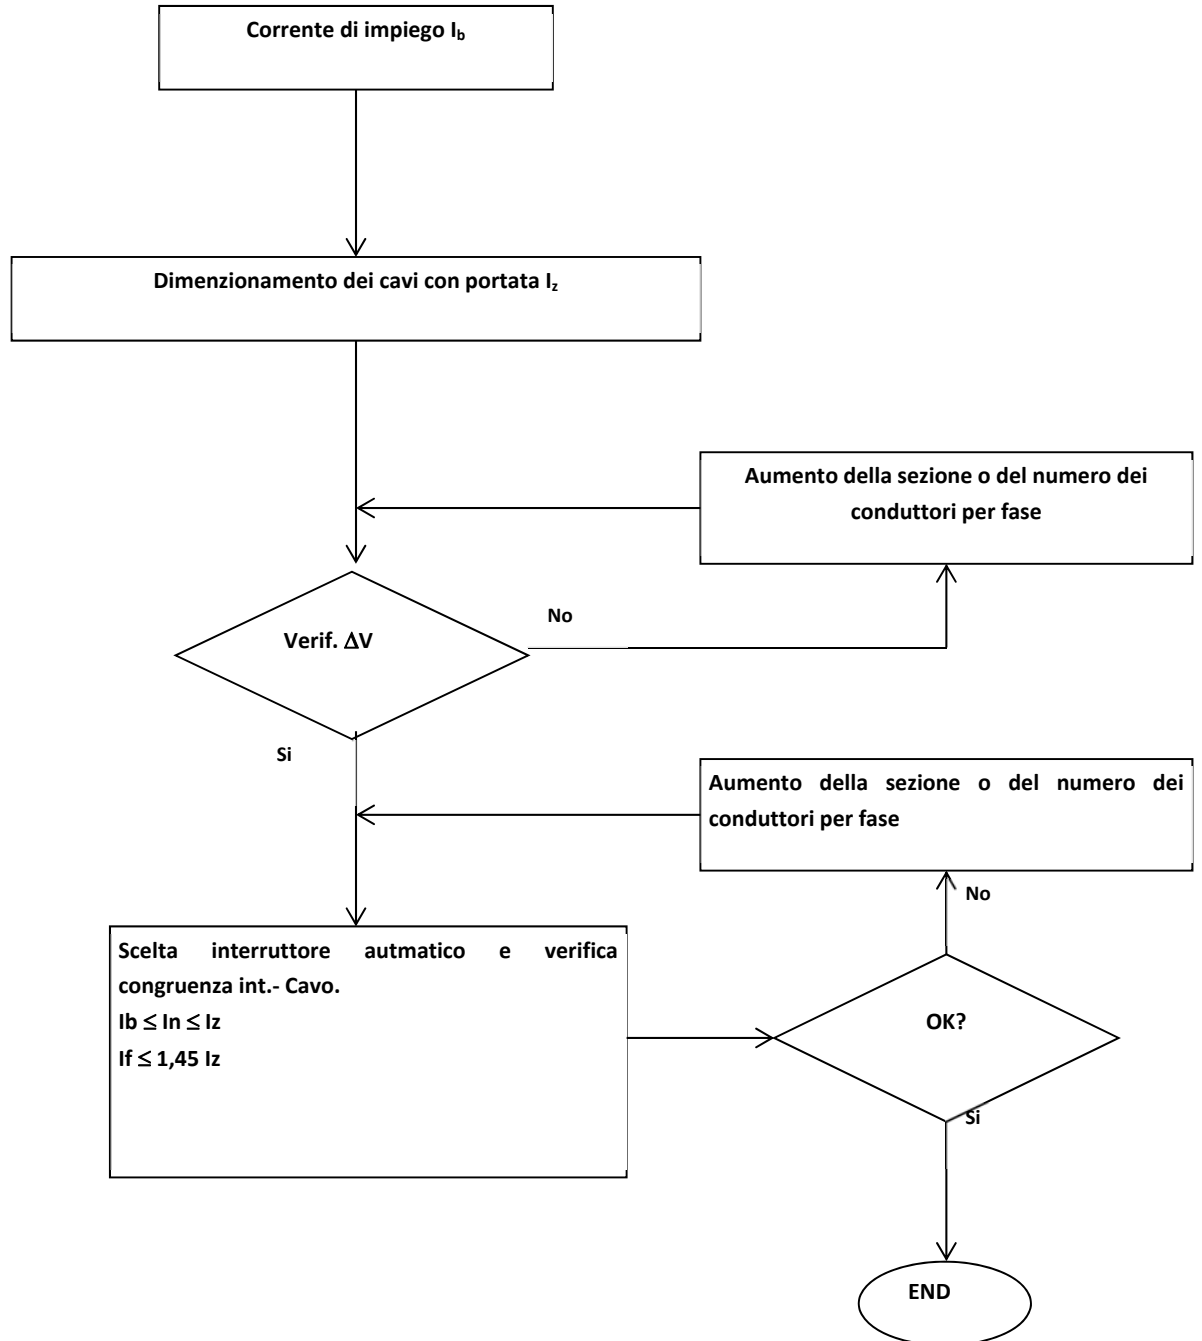 Corrente di impiego Ib
Dimenzionamento dei cavi con portata Iz
Aumento della sezione o del numero dei
conduttori per fase
Verif. ΔV
No
Si
Aumento della sezione o del numero dei
conduttori per fase
No
Scelta interruttore autmatico e verifica
congruenza int.- Cavo.
Ib ≤ In ≤ Iz
If ≤ 1,45 Iz
OK?
Si
END